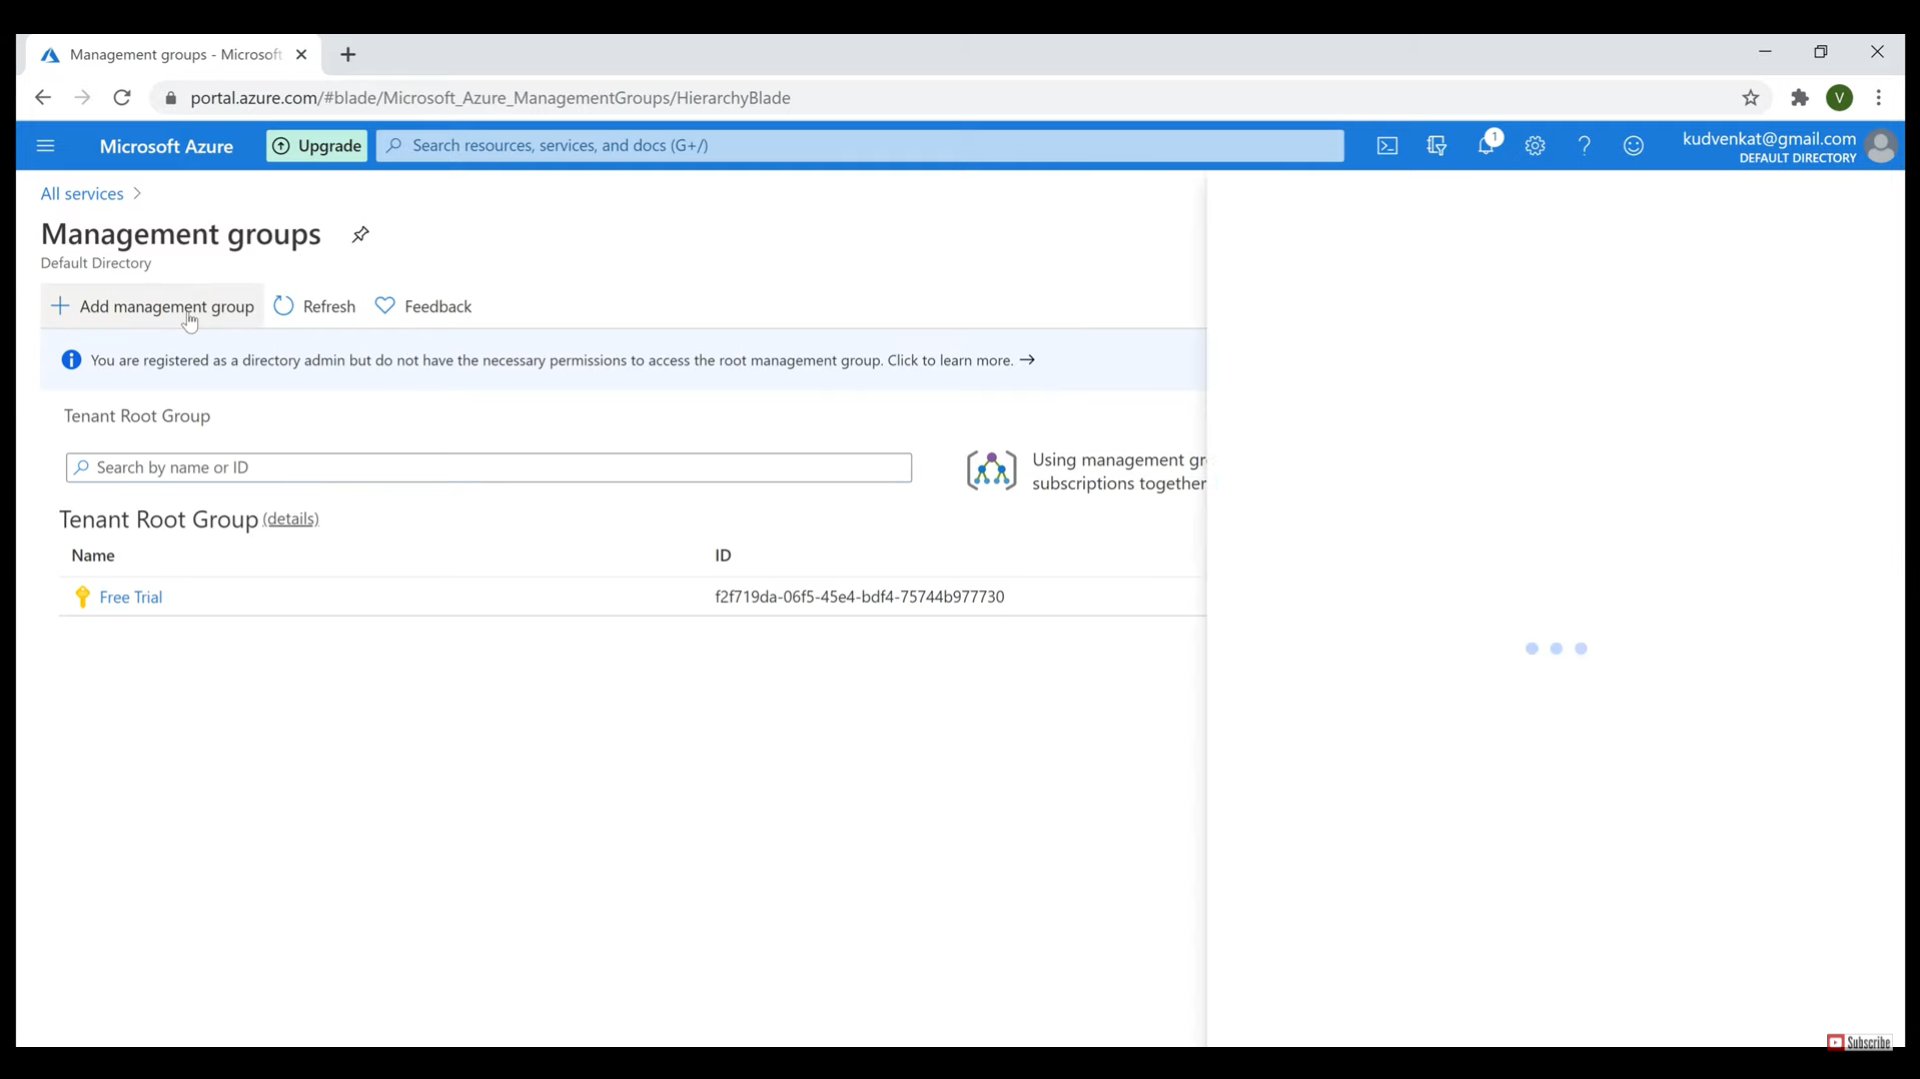 Management groups - Microsoft
portal.azure.com/#blade/Microsoft_Azure_ManagementGroups/HierarchyBlade
V
Microsoft Azure
Upgrade
Search resources, services, and docs (G+/)
1
kudvenkat@gmail.com
DEFAULT DIRECTORY
All services
Management groups
Default Directory
Add management group
Refresh
Feedback
You are registered as a directory admin but do not have the necessary permissions to access the root management group. Click to learn more.
Tenant Root Group
Search by name or ID
Using management gr
subscriptions together
Tenant Root Group (details)
Name ID
Free Trial f2f719da-06f5-45e4-bdf4-75744b977730
Subscribe